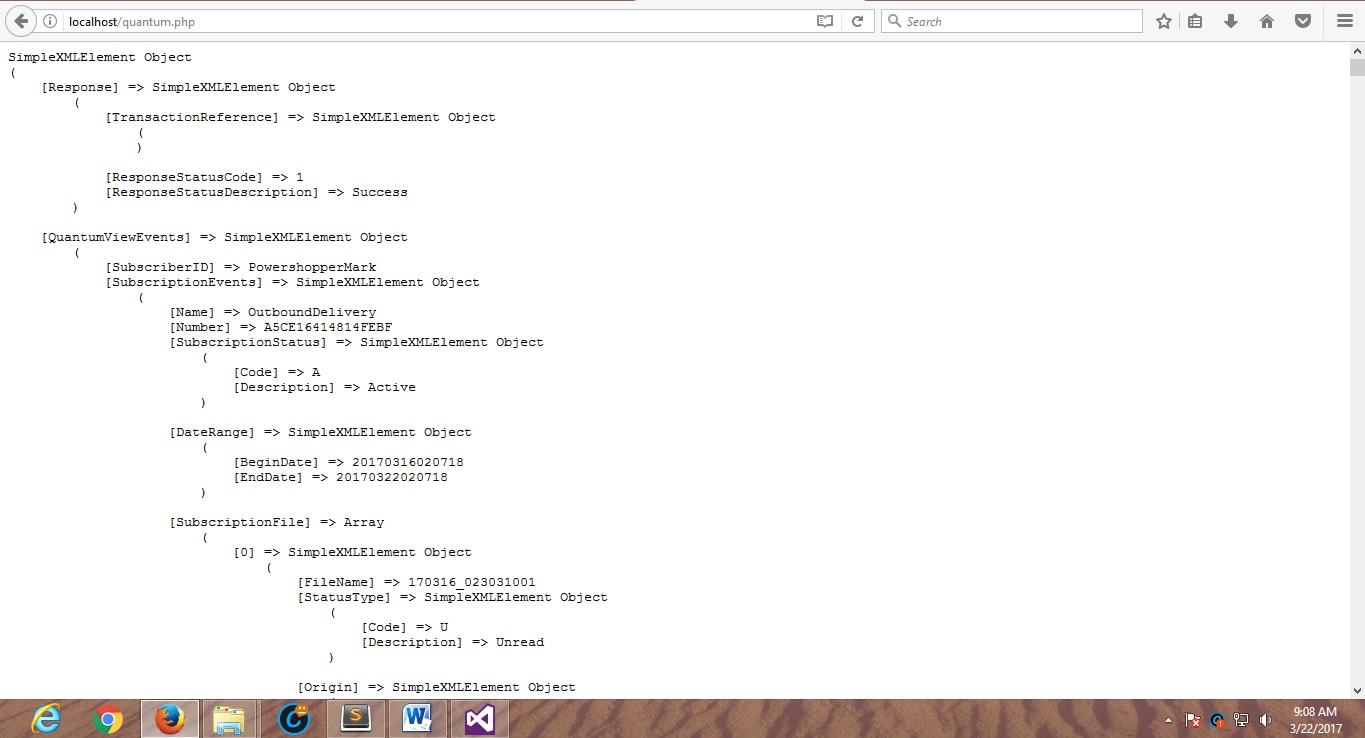 localhost/quantum.php
Search
SimpleXMLElement Object
(
    [Response] => SimpleXMLElement Object
        (
            [TransactionReference] => SimpleXMLElement Object
                (
                )

            [ResponseStatusCode] => 1
            [ResponseStatusDescription] => Success
        )

    [QuantumViewEvents] => SimpleXMLElement Object
        (
            [SubscriberID] => PowershopperMark
            [SubscriptionEvents] => SimpleXMLElement Object
                (
                    [Name] => OutboundDelivery
                    [Number] => A5CE16414814FEBF
                    [SubscriptionStatus] => SimpleXMLElement Object
                        (
                            [Code] => A
                            [Description] => Active
                        )

                    [DateRange] => SimpleXMLElement Object
                        (
                            [BeginDate] => 20170316020718
                            [EndDate] => 20170322020718
                        )

                    [SubscriptionFile] => Array
                        (
                            [0] => SimpleXMLElement Object
                                (
                                    [FileName] => 170316_023031001
                                    [StatusType] => SimpleXMLElement Object
                                        (
                                            [Code] => U
                                            [Description] => Unread
                                        )

                                    [Origin] => SimpleXMLElement Object
9:08 AM
3/22/2017